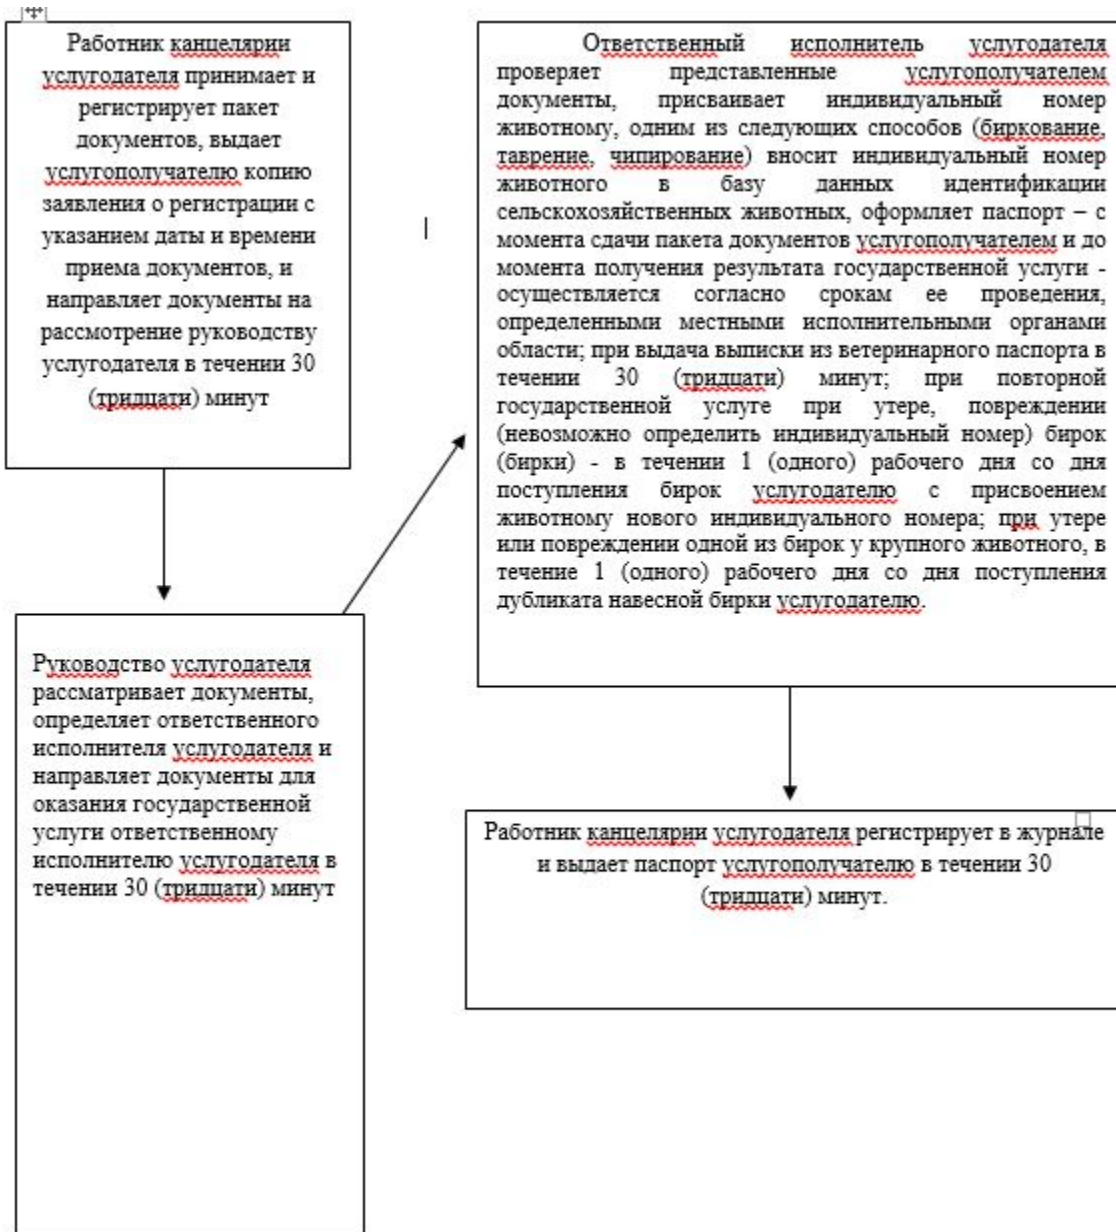 Работник канцелярии
услугодателя принимает и
регистрирует пакет
документов, выдает
услугополучателю копию
заявления о регистрации с
указанием даты и времени
приема документов, и
направляет документы на
рассмотрение руководству
услугодателя в течении 30
(тридцати) минут
Руководство услугодателя
рассматривает документы,
определяет ответственного
исполнителя услугодателя и
направляет документы для
оказания государственной
услуги ответственному
исполнителю услугодателя в
течении 30 (тридцати) минут
Ответственный исполнитель услугодателя
проверяет представленные услугополучателем
документы, присваивает индивидуальный номер
животному, одним из следующих способов (биркование,
таврение, чипирование) вносит индивидуальный номер
животного в базу данных идентификации
сельскохозяйственных животных, оформляет паспорт – с
момента сдачи пакета документов услугополучателем и до
момента получения результата государственной услуги -
осуществляется согласно срокам ее проведения,
определенными местными исполнительными органами
области; при выдача выписки из ветеринарного паспорта в
течении 30 (тридцати) минут; при повторной
государственной услуге при утере, повреждении
(невозможно определить индивидуальный номер) бирок
(бирки) - в течении 1 (одного) рабочего дня со дня
поступления бирок услугодателю с присвоением
животному нового индивидуального номера; при утере
или повреждении одной из бирок у крупного животного, в
течение 1 (одного) рабочего дня со дня поступления
дубликата навесной бирки услугодателю.
Работник канцелярии услугодателя регистрирует в журнале
и выдает паспорт услугополучателю в течении 30
(тридцати) минут.